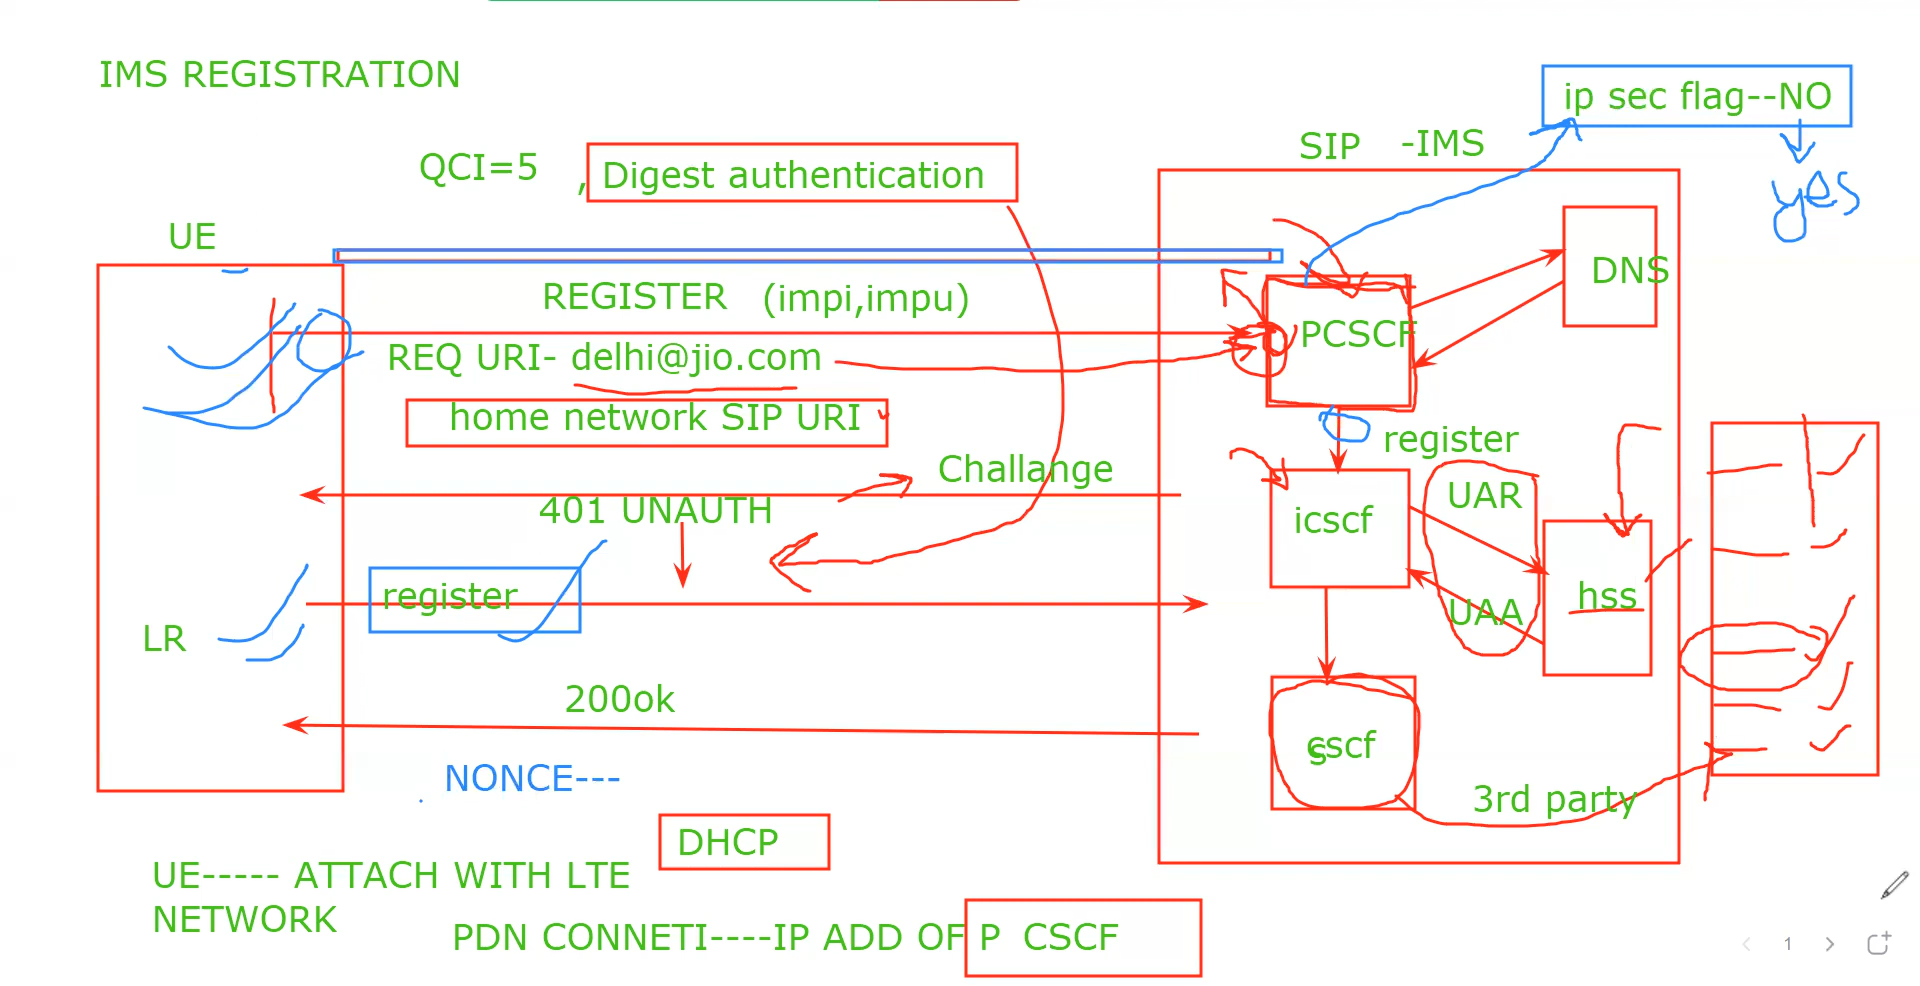 IMS REGISTRATION
ip sec flag--NO
yes
SIP -IMS
QCI=5 , Digest authentication
UE
DNS
REGISTER (impi,impu)
PCSCF
REQ URI- delhi@jio.com
home network SIP URI
register
Challange
401 UNAUTH
UAR
icscf
register
hss
UAA
LR
200ok
scscf
NONCE---
3rd party
DHCP
UE----- ATTACH WITH LTE
NETWORK
PDN CONNETI----IP ADD OF P CSCF
1